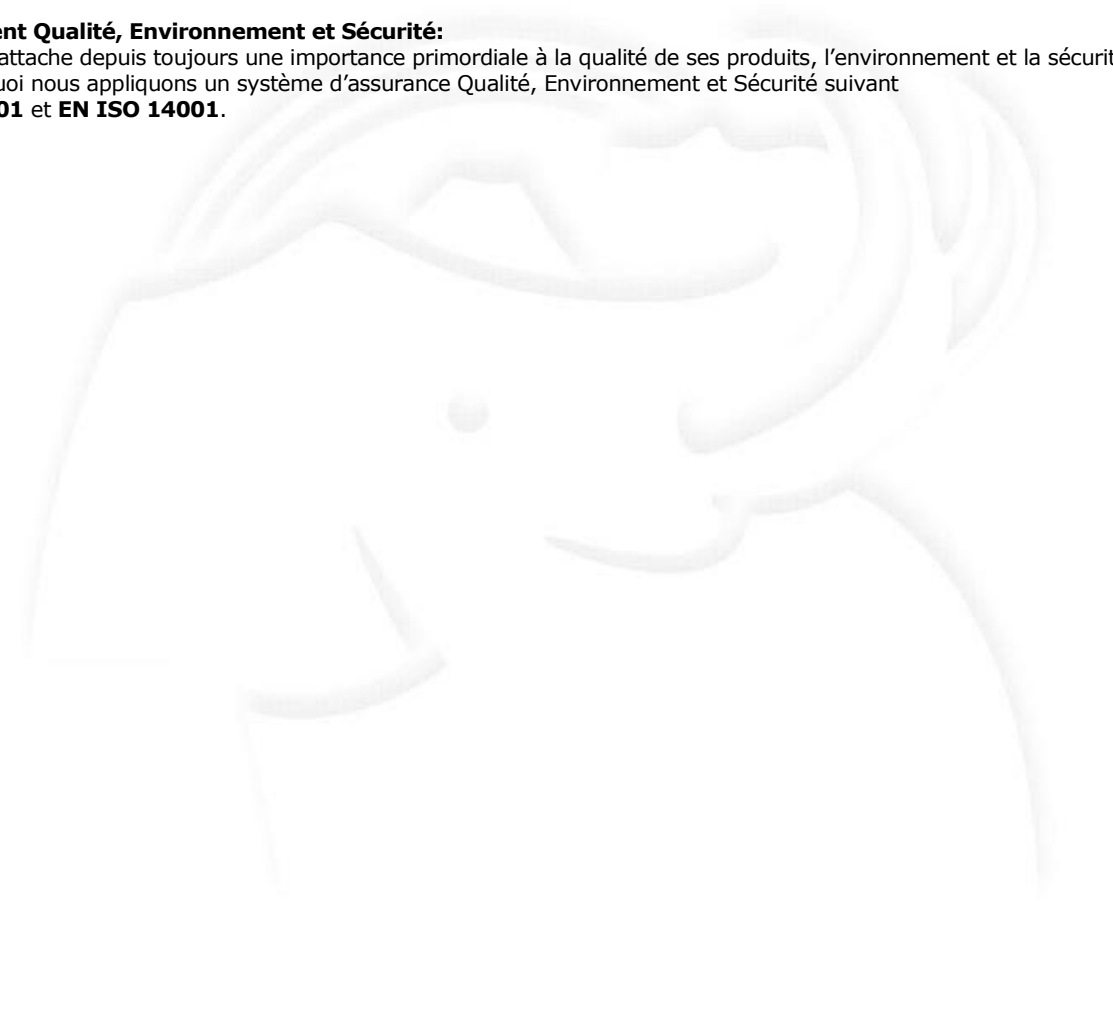 ent Qualité, Environnement et Sécurité:
attache depuis toujours une importance primordiale à la qualité de ses produits, l’environnement et la sécurit
uoi nous appliquons un système d’assurance Qualité, Environnement et Sécurité suivant
01 et EN ISO 14001.